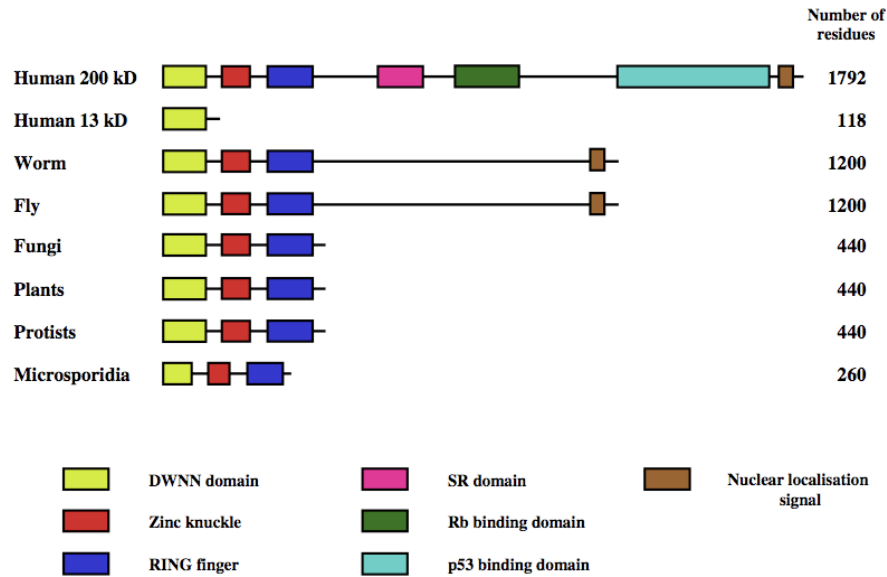 Number of
residues
Human 200 kD 1792
Human 13 kD 118
Worm 1200
Fly 1200
Fungi 440
Plants 440
Protists 440
Microsporidia 260
DWNN domain SR domain Nuclear localisation
signal
Zinc knuckle Rb binding domain
RING finger p53 binding domain